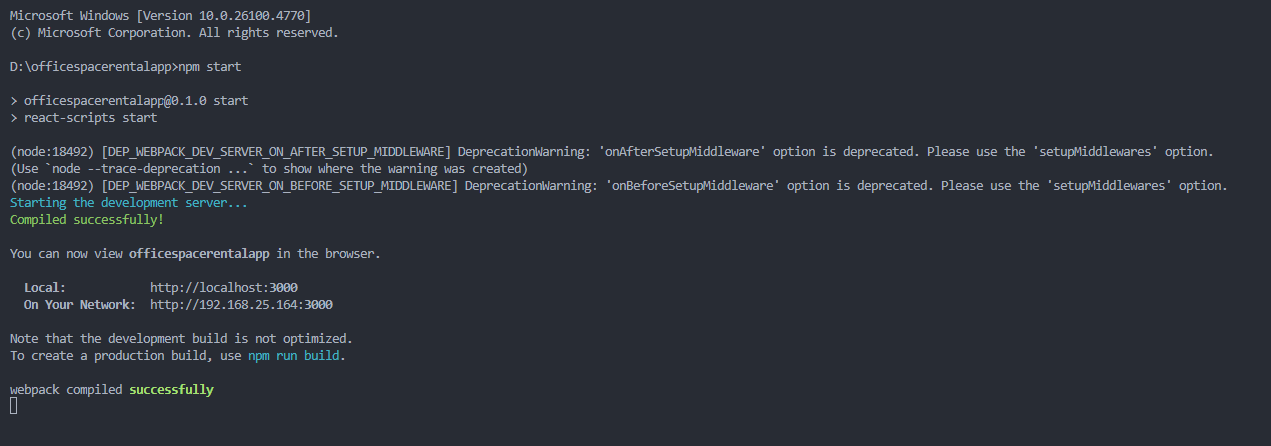 Microsoft Windows [Version 10.0.26100.4770]
(c) Microsoft Corporation. All rights reserved.
D:\officespacerentalapp>npm start
> officespacerentalapp@0.1.0 start
> react-scripts start
(node:18492) [DEP_WEBPACK_DEV_SERVER_ON_AFTER_SETUP_MIDDLEWARE] DeprecationWarning: 'onAfterSetupMiddleware' option is deprecated. Please use the 'setupMiddlewares' option.
(Use `node --trace-deprecation ...` to show where the warning was created)
(node:18492) [DEP_WEBPACK_DEV_SERVER_ON_BEFORE_SETUP_MIDDLEWARE] DeprecationWarning: 'onBeforeSetupMiddleware' option is deprecated. Please use the 'setupMiddlewares' option.
Starting the development server...
Compiled successfully!
You can now view officespacerentalapp in the browser.
Local: http://localhost:3000
On Your Network: http://192.168.25.164:3000
Note that the development build is not optimized.
To create a production build, use npm run build.
webpack compiled successfully